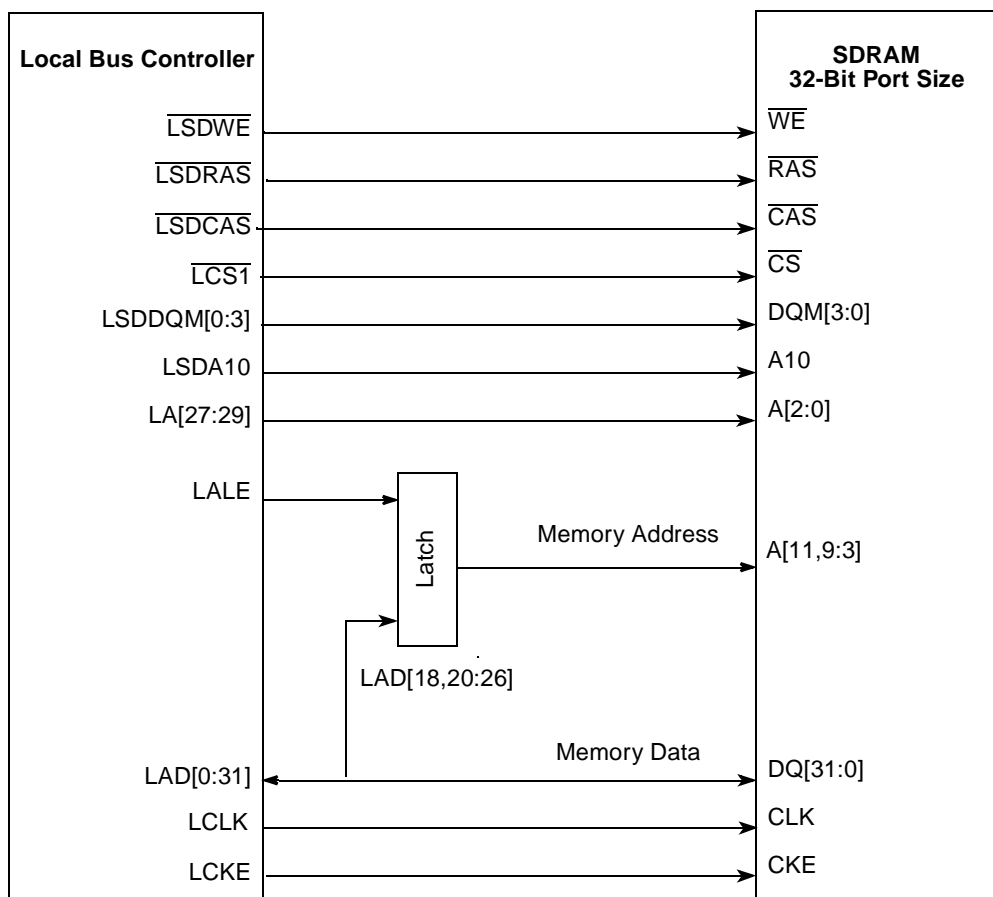 Local Bus Controller
SDRAM
32-Bit Port Size
LSDWE
WE
LSDRAS
RAS
LSDCAS
CAS
LCS1
CS
LSDDQM[0:3]
DQM[3:0]
LSDA10
A10
LA[27:29]
A[2:0]
LALE
Latch
Memory Address
A[11,9:3]
LAD[18,20:26]
Memory Data
LAD[0:31]
DQ[31:0]
LCLK
CLK
LCKE
CKE